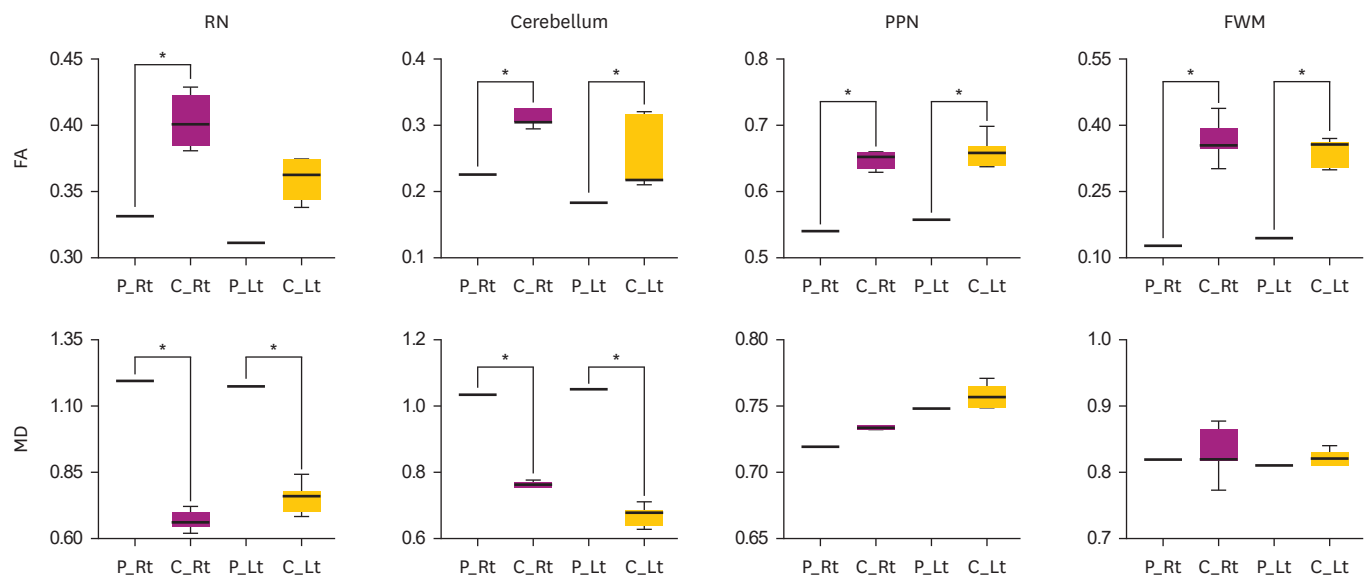 RN Cerebellum PPN FWM
FA
0.45 0.4 0.8 0.55
* * * * * * *
0.40 0.3 0.7 0.40
0.35 0.2 0.6 0.25
0.30 0.1 0.5 0.10
P_Rt C_Rt P_Lt C_Lt P_Rt C_Rt P_Lt C_Lt P_Rt C_Rt P_Lt C_Lt P_Rt C_Rt P_Lt C_Lt
MD
1.35 1.2 0.80 1.0
* * * *
1.10 1.0 0.75 0.9
0.85 0.8 0.70 0.8
0.60 0.6 0.65 0.7
P_Rt C_Rt P_Lt C_Lt P_Rt C_Rt P_Lt C_Lt P_Rt C_Rt P_Lt C_Lt P_Rt C_Rt P_Lt C_Lt